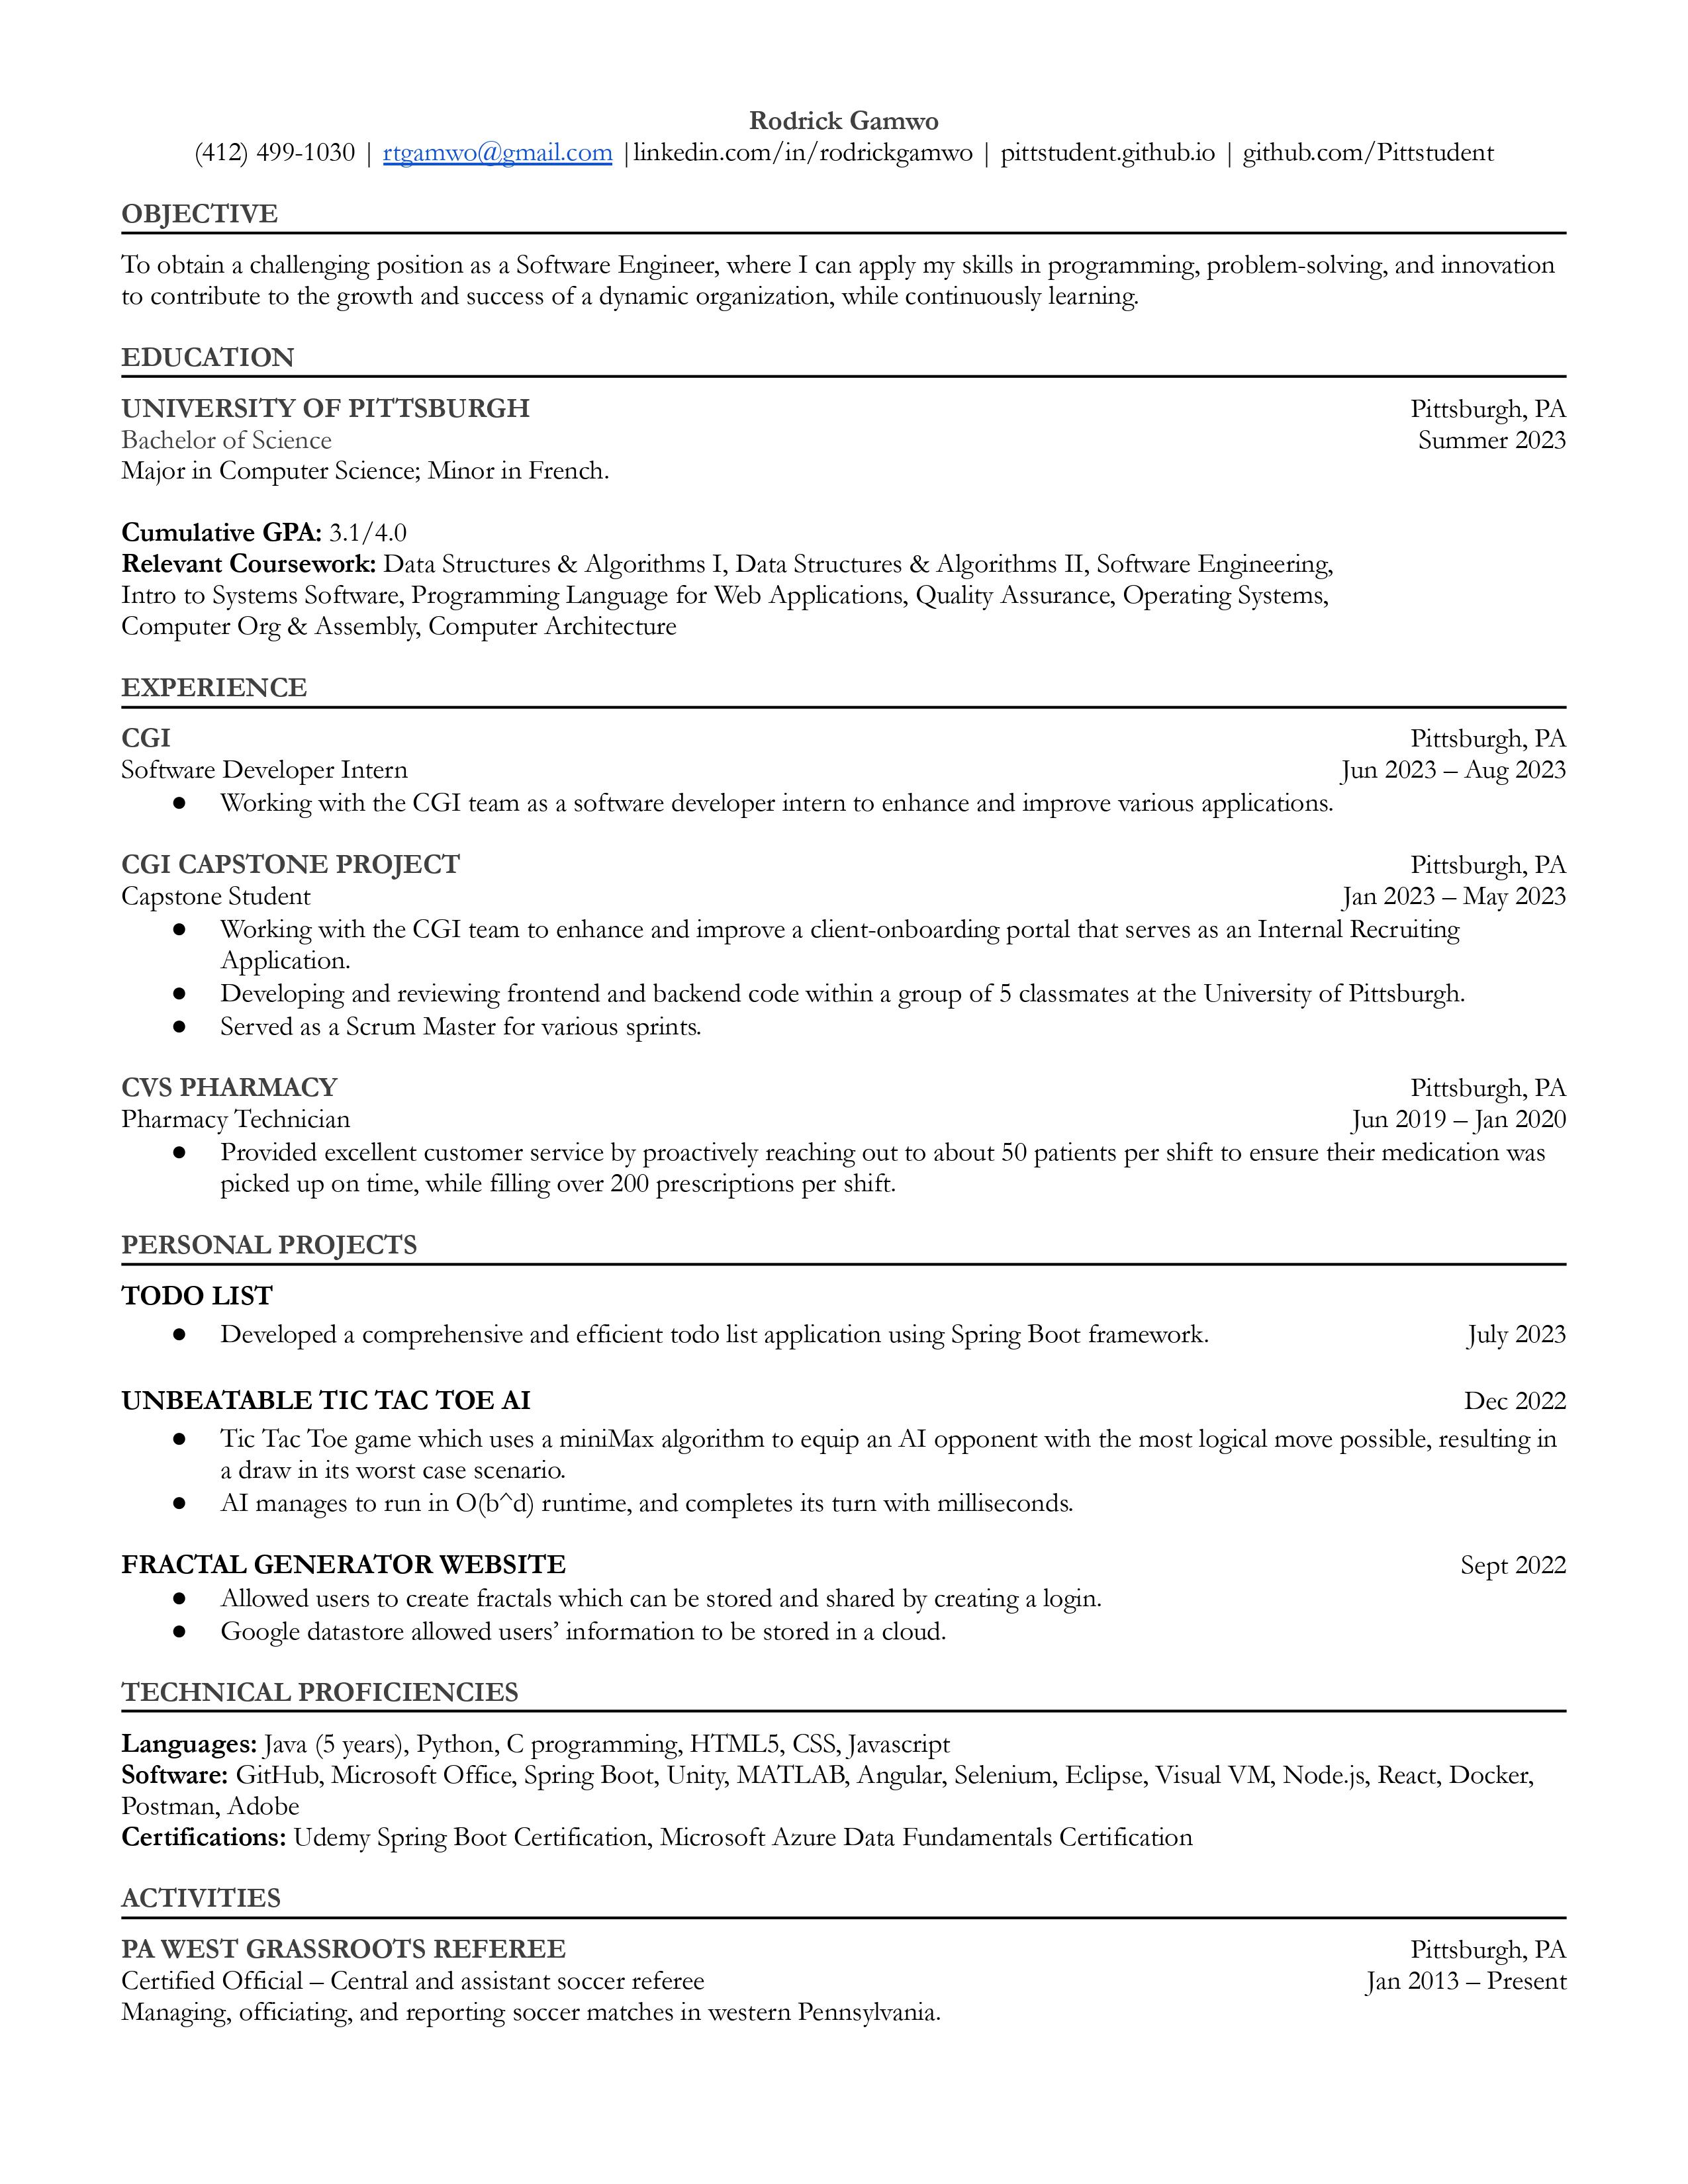 Rodrick Gamwo
(412) 499-1030 | rtgamwo@gmail.com |linkedin.com/in/rodrickgamwo | pittstudent.github.io | github.com/Pittstudent
OBJECTIVE
To obtain a challenging position as a Software Engineer, where I can apply my skills in programming, problem-solving, and innovation
to contribute to the growth and success of a dynamic organization, while continuously learning.
EDUCATION
UNIVERSITY OF PITTSBURGH Pittsburgh, PA
Bachelor of Science Summer 2023
Major in Computer Science; Minor in French.
Cumulative GPA: 3.1/4.0
Relevant Coursework: Data Structures & Algorithms I, Data Structures & Algorithms II, Software Engineering,
Intro to Systems Software, Programming Language for Web Applications, Quality Assurance, Operating Systems,
Computer Org & Assembly, Computer Architecture
EXPERIENCE
CGI Pittsburgh, PA
Software Developer Intern Jun 2023 – Aug 2023
● Working with the CGI team as a software developer intern to enhance and improve various applications.
CGI CAPSTONE PROJECT Pittsburgh, PA
Capstone Student Jan 2023 – May 2023
● Working with the CGI team to enhance and improve a client-onboarding portal that serves as an Internal Recruiting
Application.
● Developing and reviewing frontend and backend code within a group of 5 classmates at the University of Pittsburgh.
● Served as a Scrum Master for various sprints.
CVS PHARMACY Pittsburgh, PA
Pharmacy Technician Jun 2019 – Jan 2020
● Provided excellent customer service by proactively reaching out to about 50 patients per shift to ensure their medication was
picked up on time, while filling over 200 prescriptions per shift.
PERSONAL PROJECTS
TODO LIST
● Developed a comprehensive and efficient todo list application using Spring Boot framework. July 2023
UNBEATABLE TIC TAC TOE AI Dec 2022
● Tic Tac Toe game which uses a miniMax algorithm to equip an AI opponent with the most logical move possible, resulting in
a draw in its worst case scenario.
● AI manages to run in O(b^d) runtime, and completes its turn with milliseconds.
FRACTAL GENERATOR WEBSITE Sept 2022
● Allowed users to create fractals which can be stored and shared by creating a login.
● Google datastore allowed users’ information to be stored in a cloud.
TECHNICAL PROFICIENCIES
Languages: Java (5 years), Python, C programming, HTML5, CSS, Javascript
Software: GitHub, Microsoft Office, Spring Boot, Unity, MATLAB, Angular, Selenium, Eclipse, Visual VM, Node.js, React, Docker,
Postman, Adobe
Certifications: Udemy Spring Boot Certification, Microsoft Azure Data Fundamentals Certification
ACTIVITIES
PA WEST GRASSROOTS REFEREE Pittsburgh, PA
Certified Official – Central and assistant soccer referee Jan 2013 – Present
Managing, officiating, and reporting soccer matches in western Pennsylvania.